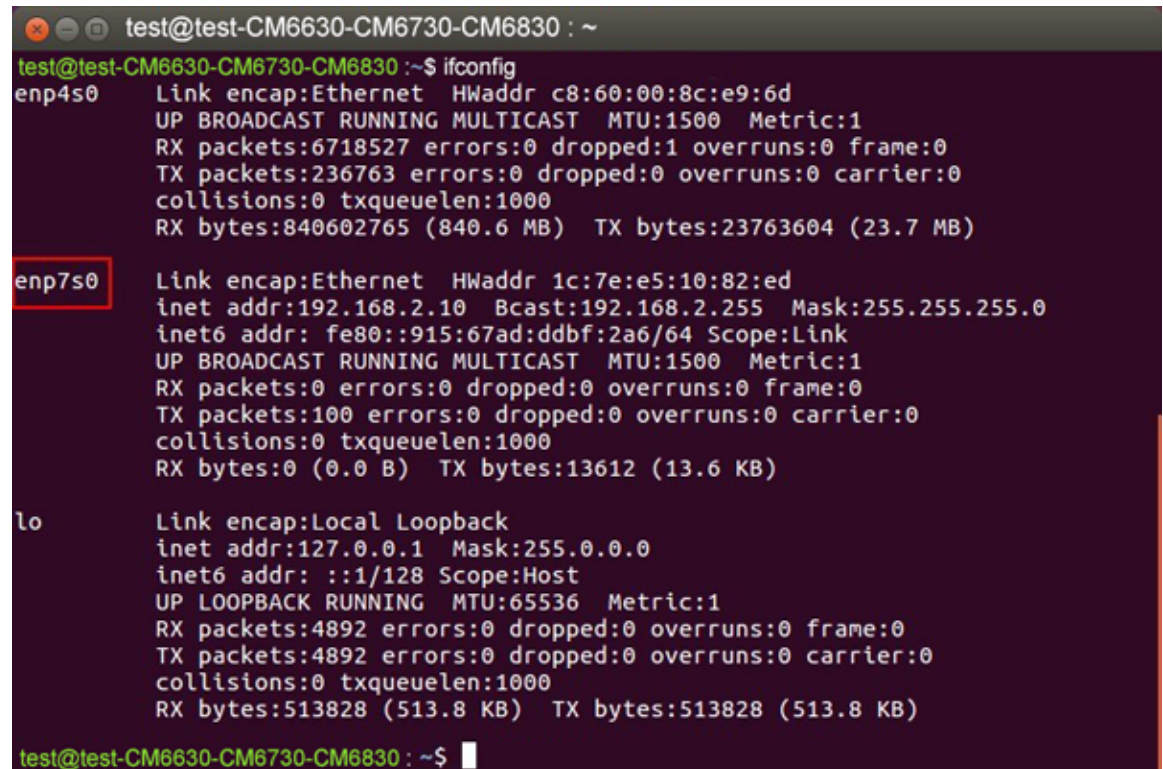 test@test-CM6630-CM6730-CM6830 : ~
test@test-CM6630-CM6730-CM6830 :~$ ifconfig
enp4s0 Link encap:Ethernet HWaddr c8:60:00:8c:e9:6d
UP BROADCAST RUNNING MULTICAST MTU:1500 Metric:1
RX packets:6718527 errors:0 dropped:1 overruns:0 frame:0
TX packets:236763 errors:0 dropped:0 overruns:0 carrier:0
collisions:0 txqueuelen:1000
RX bytes:840602765 (840.6 MB) TX bytes:23763604 (23.7 MB)
enp7s0 Link encap:Ethernet HWaddr 1c:7e:e5:10:82:ed
inet addr:192.168.2.10 Bcast:192.168.2.255 Mask:255.255.255.0
inet6 addr: fe80::915:67ad:ddbf:2a6/64 Scope:Link
UP BROADCAST RUNNING MULTICAST MTU:1500 Metric:1
RX packets:0 errors:0 dropped:0 overruns:0 frame:0
TX packets:100 errors:0 dropped:0 overruns:0 carrier:0
collisions:0 txqueuelen:1000
RX bytes:0 (0.0 B) TX bytes:13612 (13.6 KB)
lo Link encap:Local Loopback
inet addr:127.0.0.1 Mask:255.0.0.0
inet6 addr: ::1/128 Scope:Host
UP LOOPBACK RUNNING MTU:65536 Metric:1
RX packets:4892 errors:0 dropped:0 overruns:0 frame:0
TX packets:4892 errors:0 dropped:0 overruns:0 carrier:0
collisions:0 txqueuelen:1000
RX bytes:513828 (513.8 KB) TX bytes:513828 (513.8 KB)
test@test-CM6630-CM6730-CM6830 : ~$